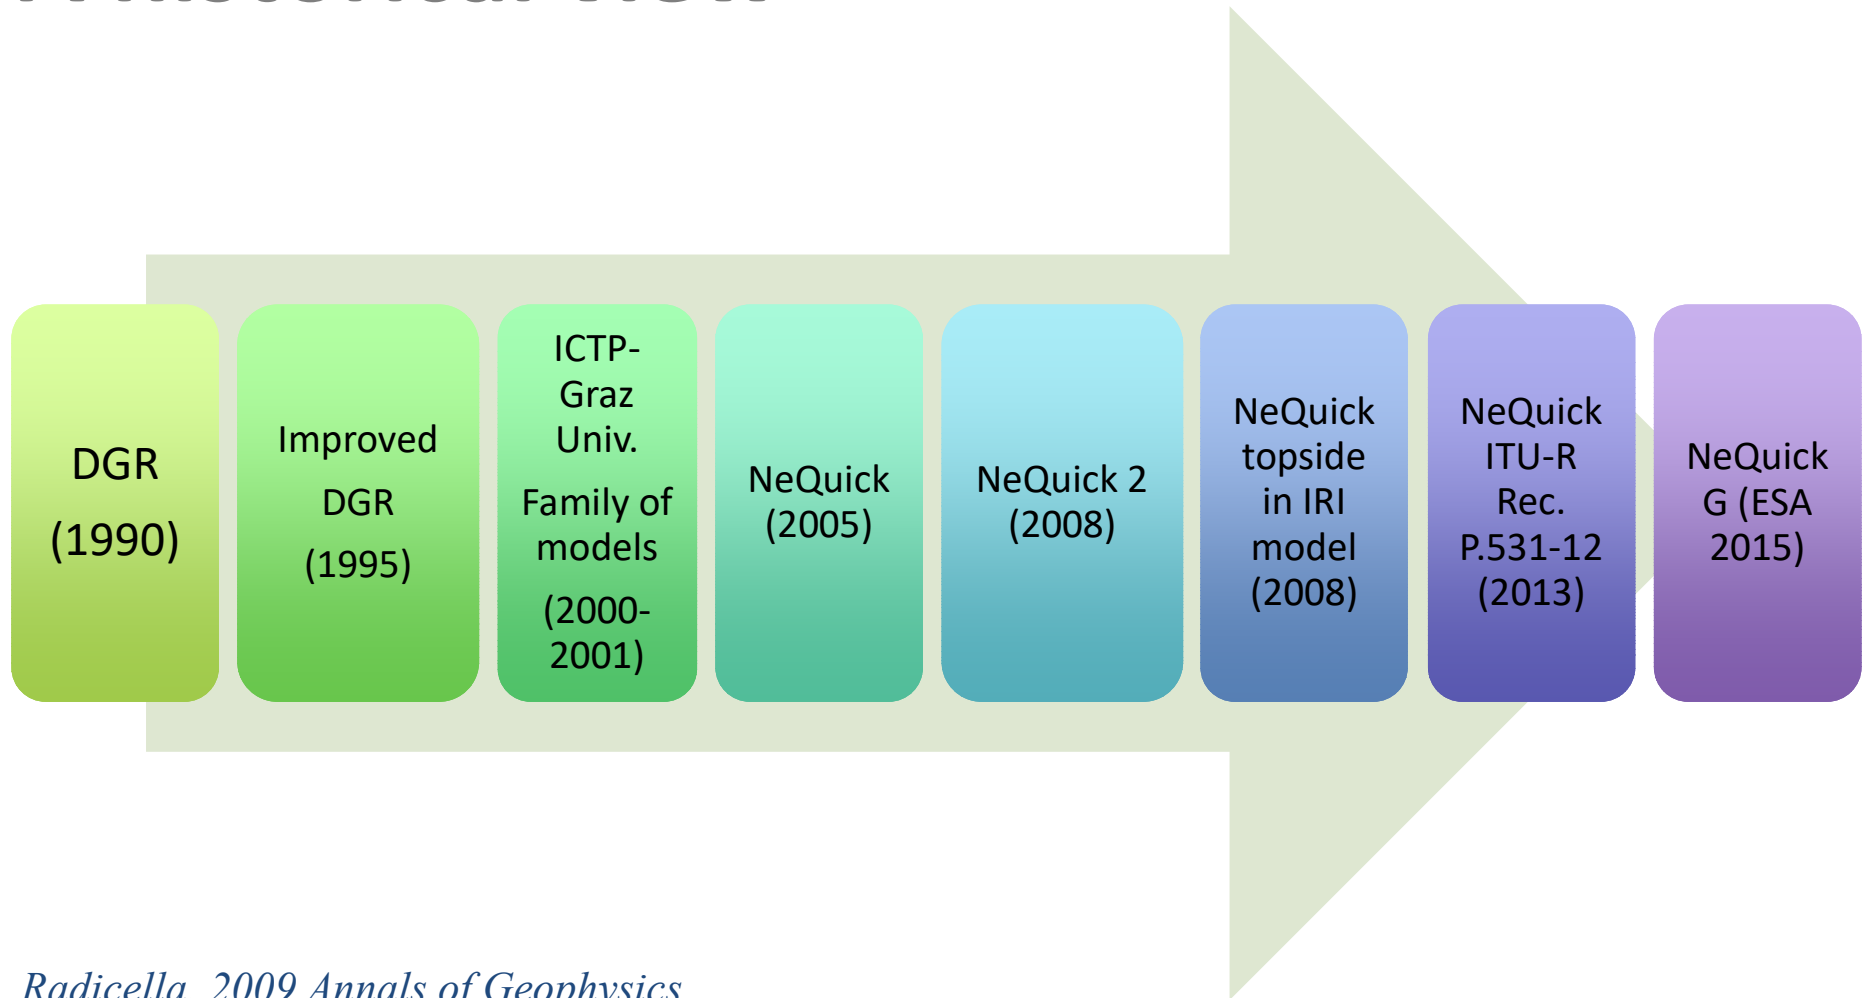 A Historical view
DGR
(1990)
Improved
DGR
(1995)
ICTP-
Graz
Univ.
Family of
models
(2000-
2001)
NeQuick
(2005)
NeQuick 2
(2008)
NeQuick
topside
in IRI
model
(2008)
NeQuick
ITU-R
Rec.
P.531-12
(2013)
NeQuick
G (ESA
2015)
Radicella, 2009 Annals of Geophysics